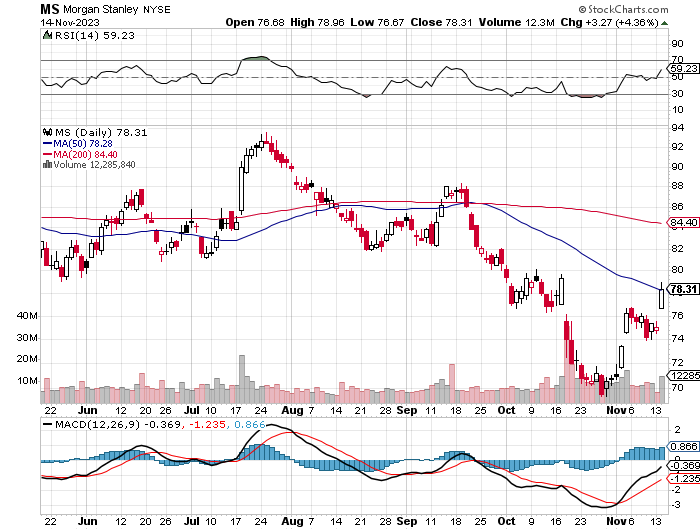 MS Morgan Stanley NYSE © StockCharts.com
14-Nov-2023 Open 76.68 High 78.96 Low 76.67 Close 78.31 Volume 12.3M Chg +3.27 (+4.36%)
RSI(14) 59.23
90
70
59.23
50
30
10
MS (Daily) 78.31
MA(50) 78.28
MA(200) 84.40
Volume 12,285,840
94
92
90
88
86
84.40
82
80
78.31
76
74
72
70
40M
30M
20M
10M
12285
22 Jun 12 20 26 Jul 10 17 24 Aug 7 14 21 28 Sep 11 18 25 Oct 9 16 23 Nov 6 13
MACD(12,26,9) -0.369, -1.235, 0.866
2
1
0.866
-0.369
-1.235
-2
-3
22 Jun 12 20 26 Jul 10 17 24 Aug 7 14 21 28 Sep 11 18 25 Oct 9 16 23 Nov 6 13